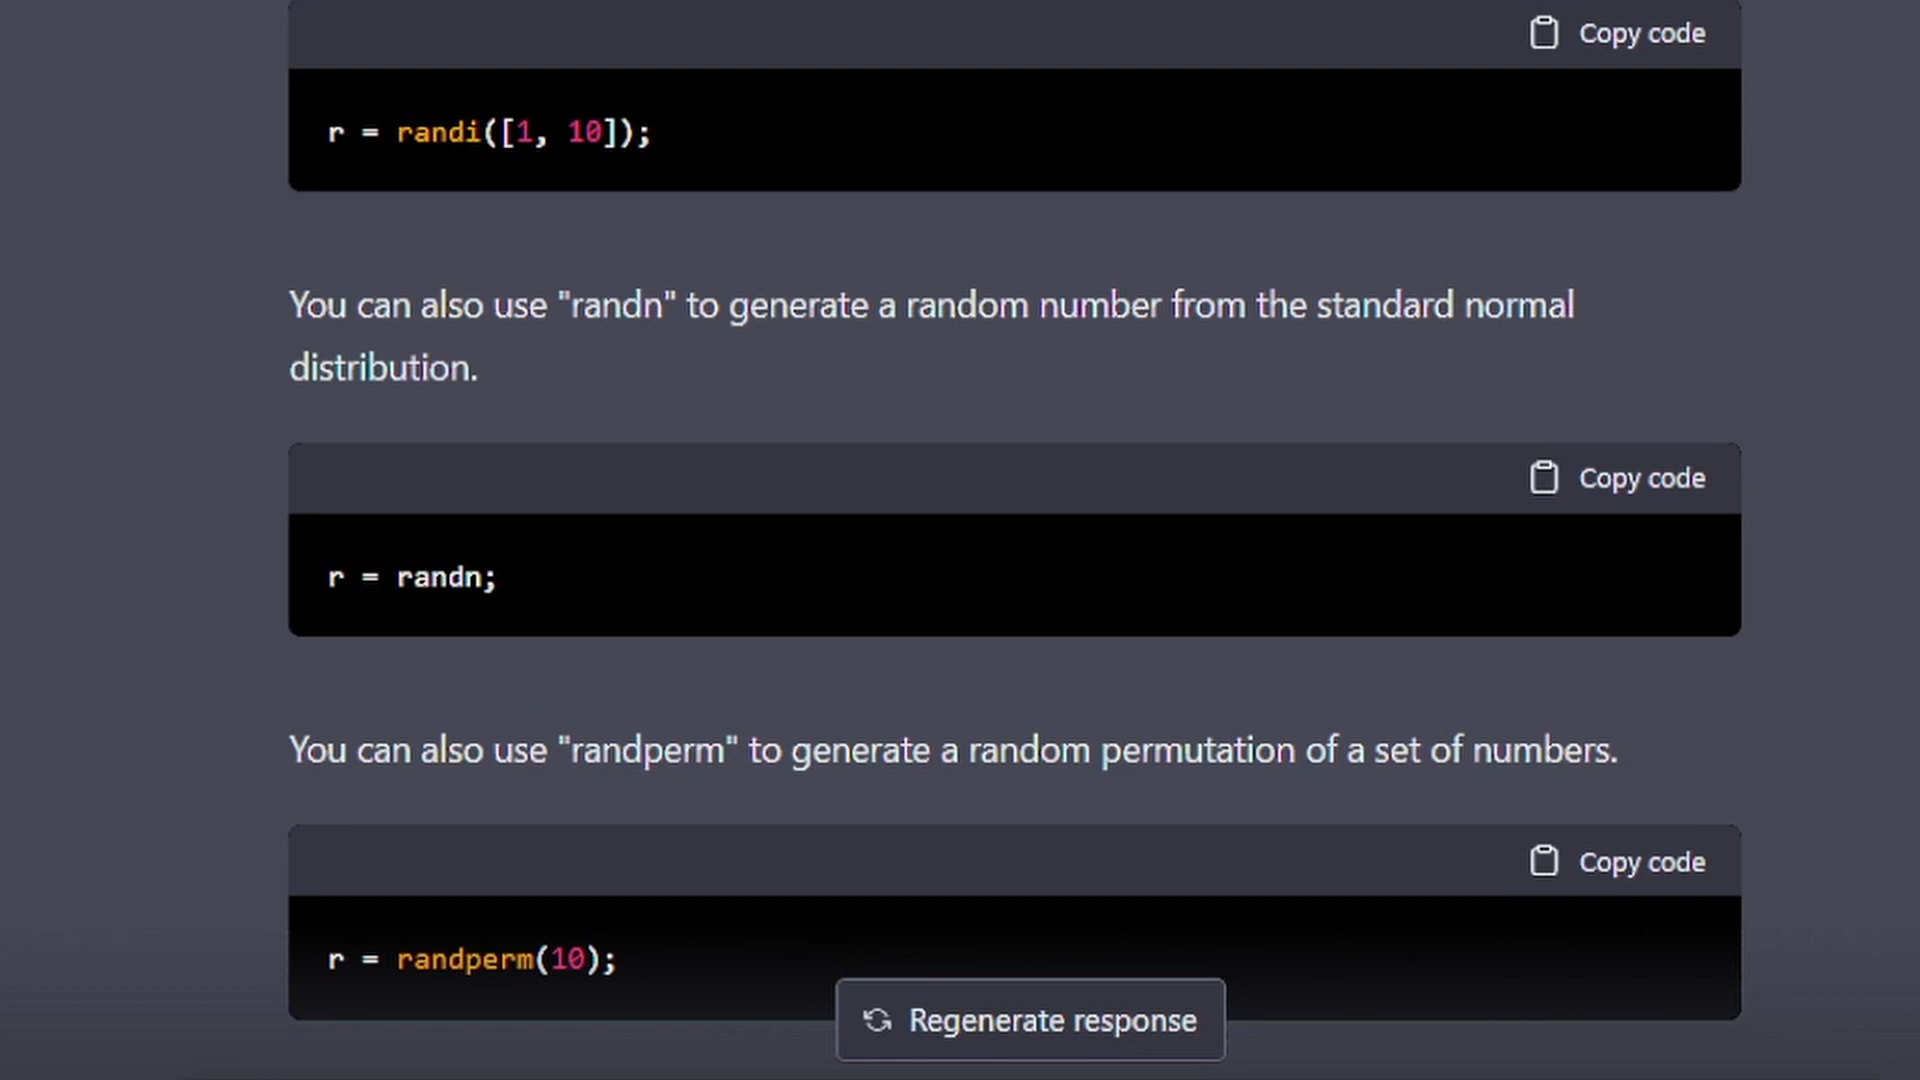 Copy code
r = randi([1, 10]);
You can also use "randn" to generate a random number from the standard normal
distribution.
Copy code
r = randn;
You can also use "randperm" to generate a random permutation of a set of numbers.
Copy code
r = randperm(10);
Regenerate response